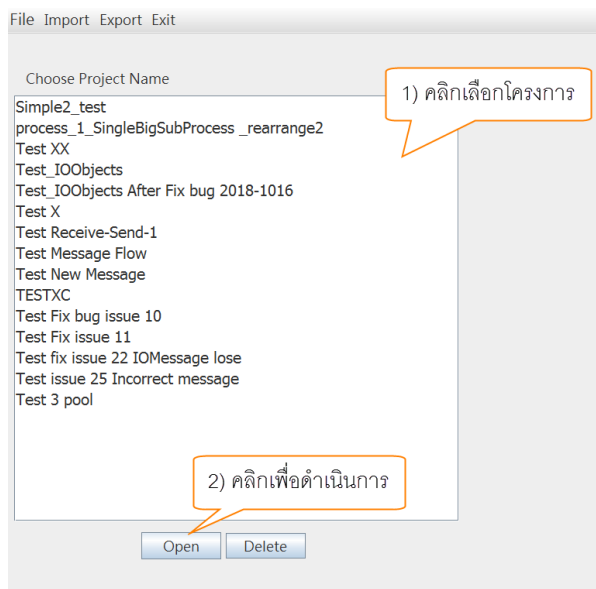 File Import Export Exit
Choose Project Name
1) คลิกเลือกโครงการ
Simple2_test
process_1_SingleBigSubProcess _rearrange2
Test XX
Test_IOObjects
Test_IOObjects After Fix bug 2018-1016
Test X
Test Receive-Send-1
Test Message Flow
Test New Message
TESTXC
Test Fix bug issue 10
Test Fix issue 11
Test fix issue 22 IOMessage lose
Test issue 25 Incorrect message
Test 3 pool
2) คลิกเพื่อดำเนินการ
Open Delete